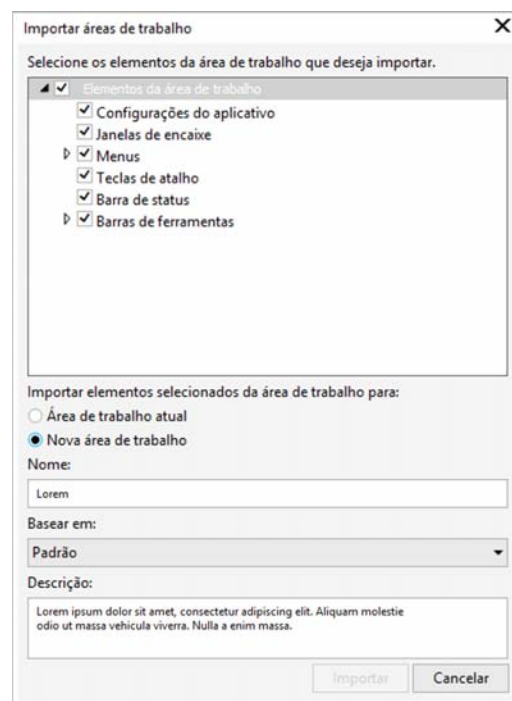 Importar áreas de trabalho
Selecione os elementos da área de trabalho que deseja importar.
Elementos da área de trabalho
Configurações do aplicativo
Janelas de encaixe
Menus
Teclas de atalho
Barra de status
Barras de ferramentas
Importar elementos selecionados da área de trabalho para:
Área de trabalho atual
Nova área de trabalho
Nome:
Lorem
Basear em:
Padrão
Descrição:
Lorem ipsum dolor sit amet, consectetur adipiscing elit. Aliquam molestie
odio ut massa vehicula viverra. Nulla a enim massa.
Importar Cancelar